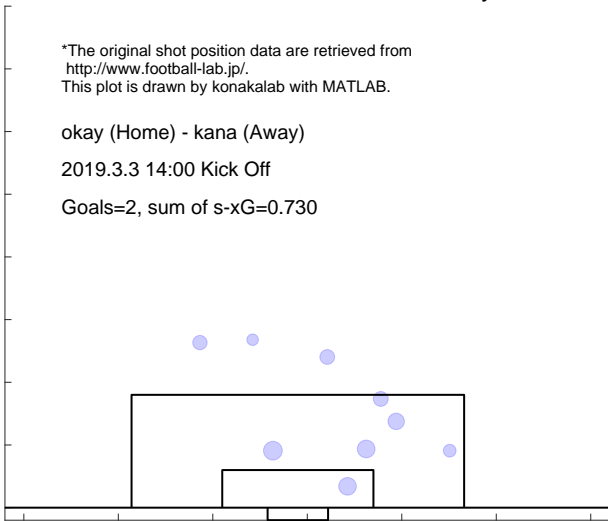 *The original shot position data are retrieved from
http://www.football-lab.jp/.
This plot is drawn by konakalab with MATLAB.
okay (Home) - kana (Away)
2019.3.3 14:00 Kick Off
Goals=2, sum of s-xG=0.730